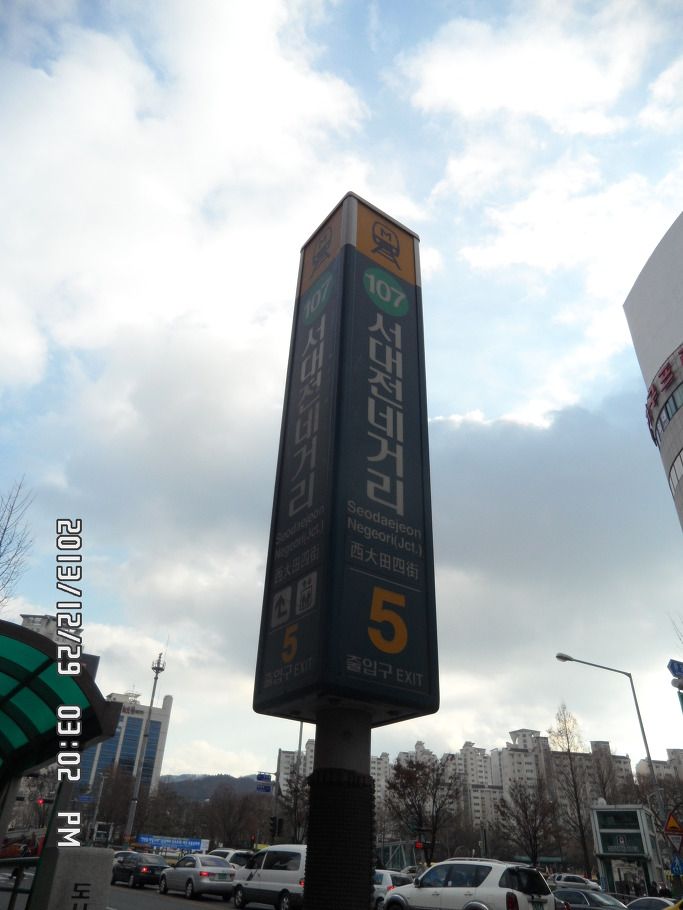 M
107
서대전네거리
Seodaejeon
Negeori(Jct.)
西大田四街
5
출입구 EXIT
107
서대전네거리
Seodaejeon
Negeori(Jct.)
西大田四街
5
출입구 EXIT
2013/12/29 03:02 PM